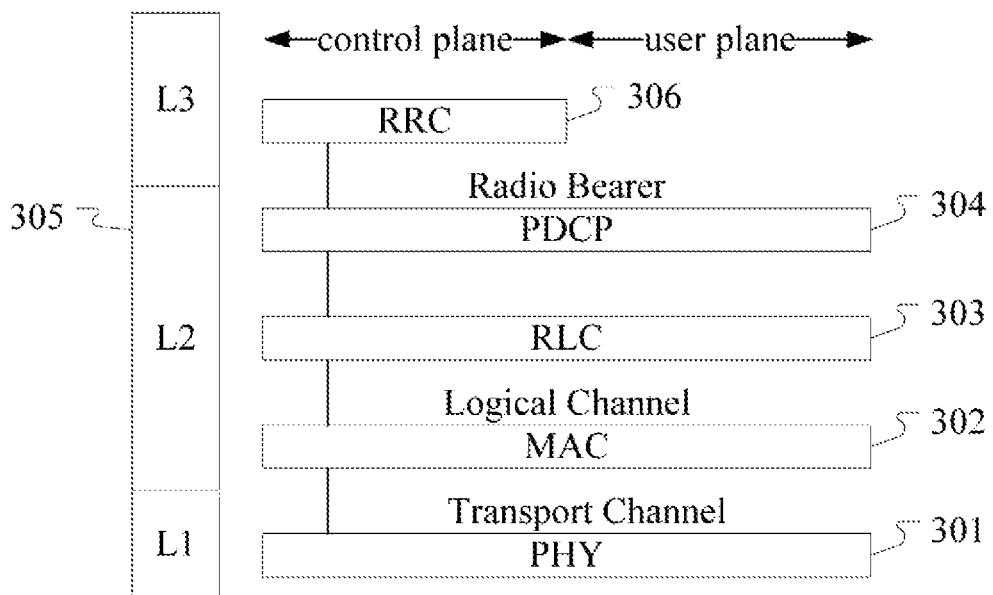 control plane user plane
L3
RRC 306
Radio Bearer
305 PDCP 304
L2 RLC 303
Logical Channel
MAC 302
Transport Channel
L1 PHY 301